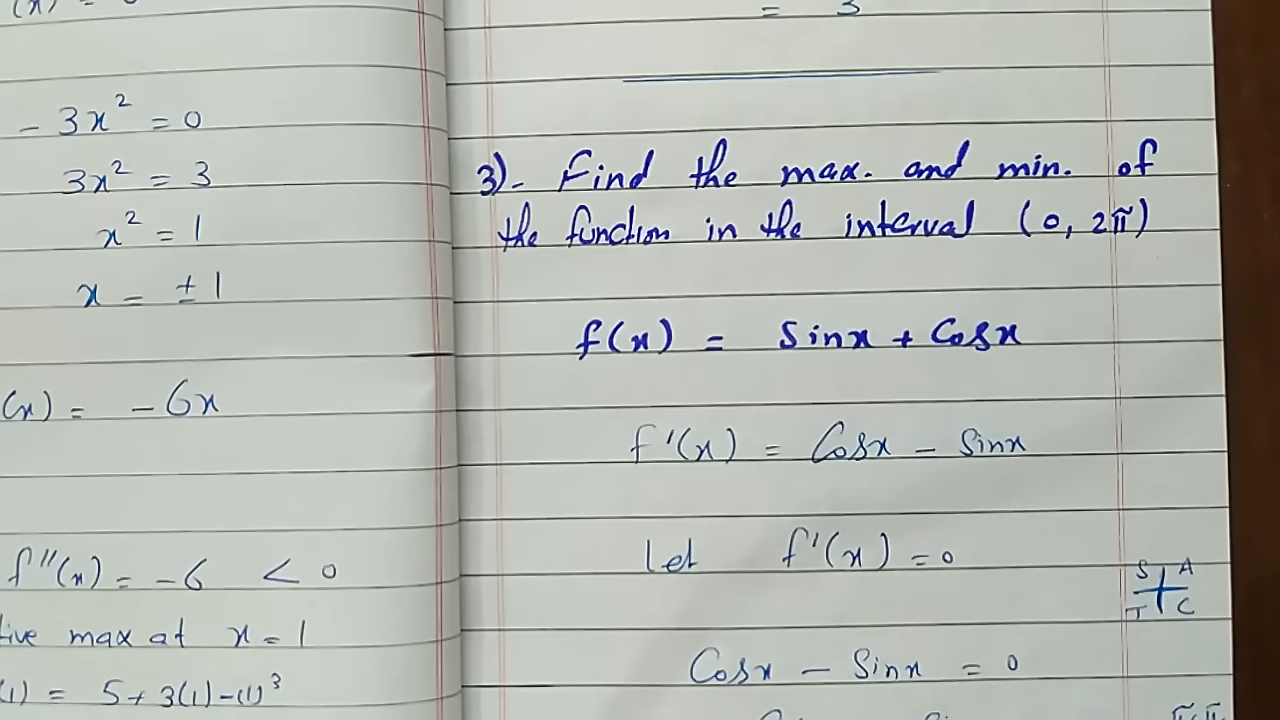 - 3x² = 0
3x² = 3
x² = 1
x = ± 1
(x) = - 6x
f''(x) = -6 < 0
tive max at x = 1
(1) = 5+ 3(1) -(1)³
= 3
3)- Find the max. and min. of
the function in the interval (0, 2π)
f(x) = Sinx + Cosx
f'(x) = Cosx - Sinx
Let f'(x) = 0
S A
T C
Cosx - Sinx = 0